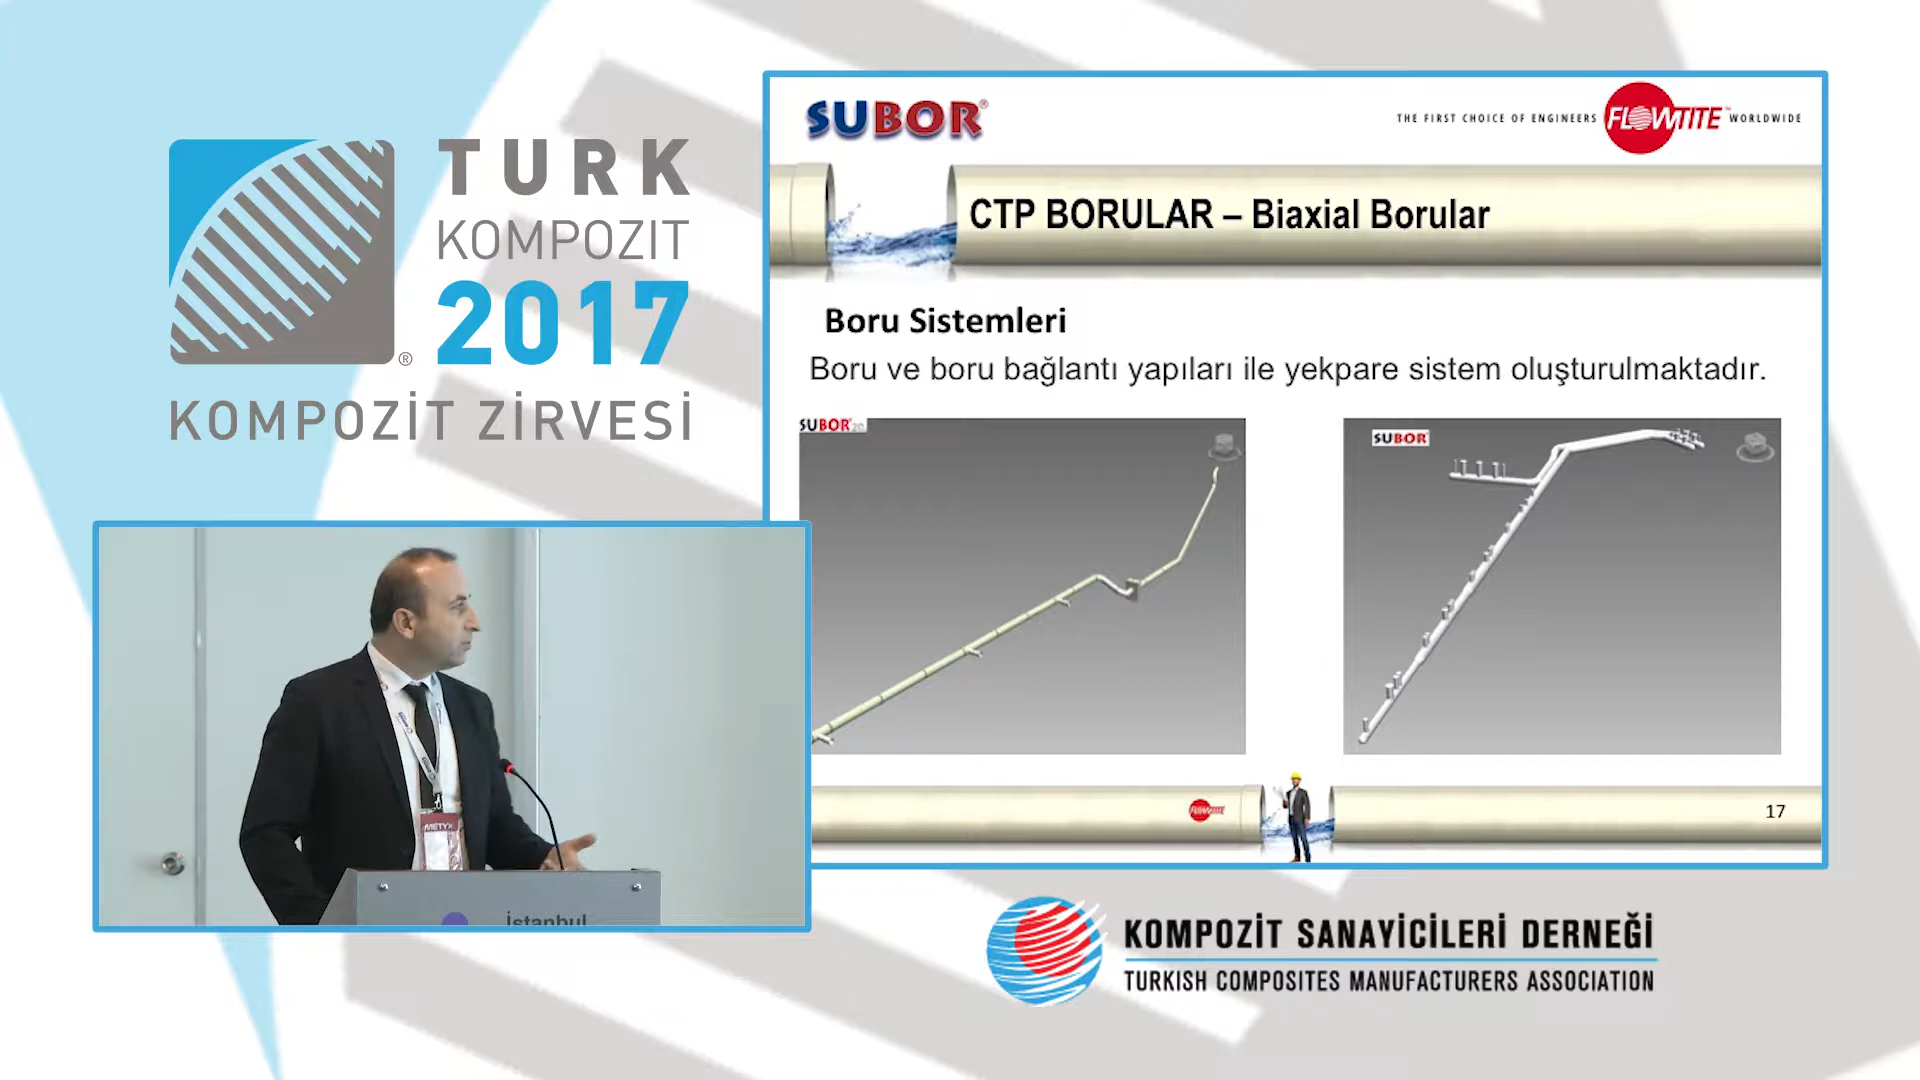 TURK
KOMPOZIT
2017
®
KOMPOZİT ZİRVESİ
SUBOR®
THE FIRST CHOICE OF ENGINEERS FLOWTITE™ WORLDWIDE
CTP BORULAR – Biaxial Borular
Boru Sistemleri
Boru ve boru bağlantı yapıları ile yekpare sistem oluşturulmaktadır.
SUBOR
SUBOR
FLOWTITE
17
METYX
İstanbul
KOMPOZİT SANAYİCİLERİ DERNEĞİ
TURKISH COMPOSITES MANUFACTURERS ASSOCIATION